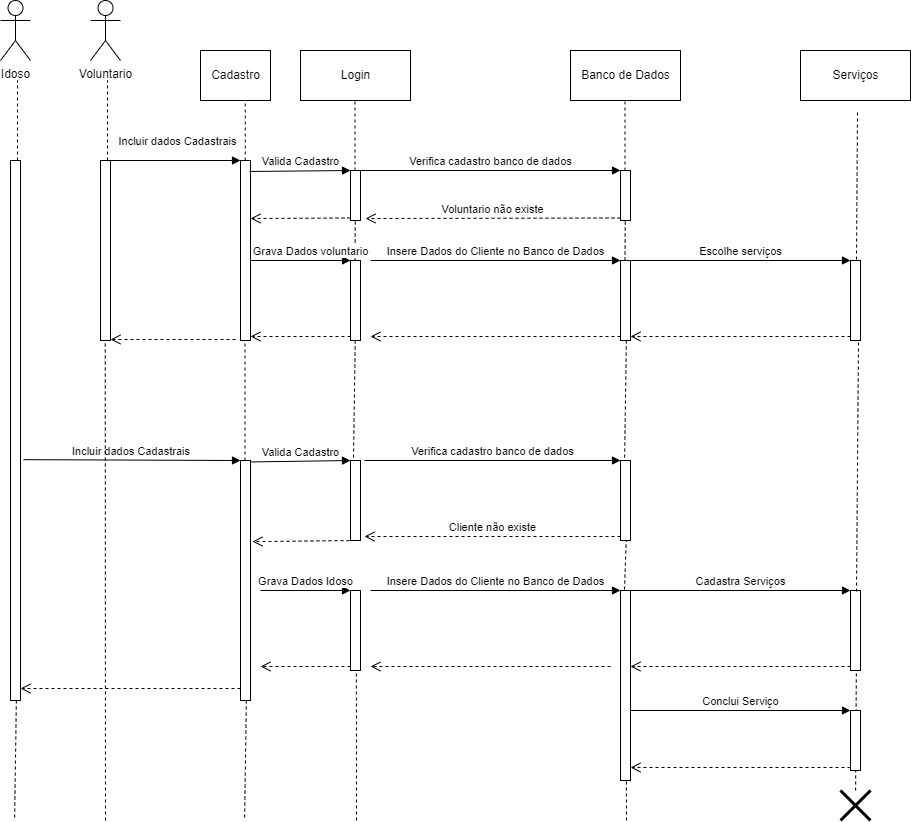 Idoso
Voluntario
Cadastro
Login
Banco de Dados
Serviços
Incluir dados Cadastrais
Valida Cadastro
Verifica cadastro banco de dados
Voluntario não existe
Grava Dados voluntario
Insere Dados do Cliente no Banco de Dados
Escolhe serviços
Incluir dados Cadastrais
Valida Cadastro
Verifica cadastro banco de dados
Cliente não existe
Grava Dados Idoso
Insere Dados do Cliente no Banco de Dados
Cadastra Serviços
Conclui Serviço